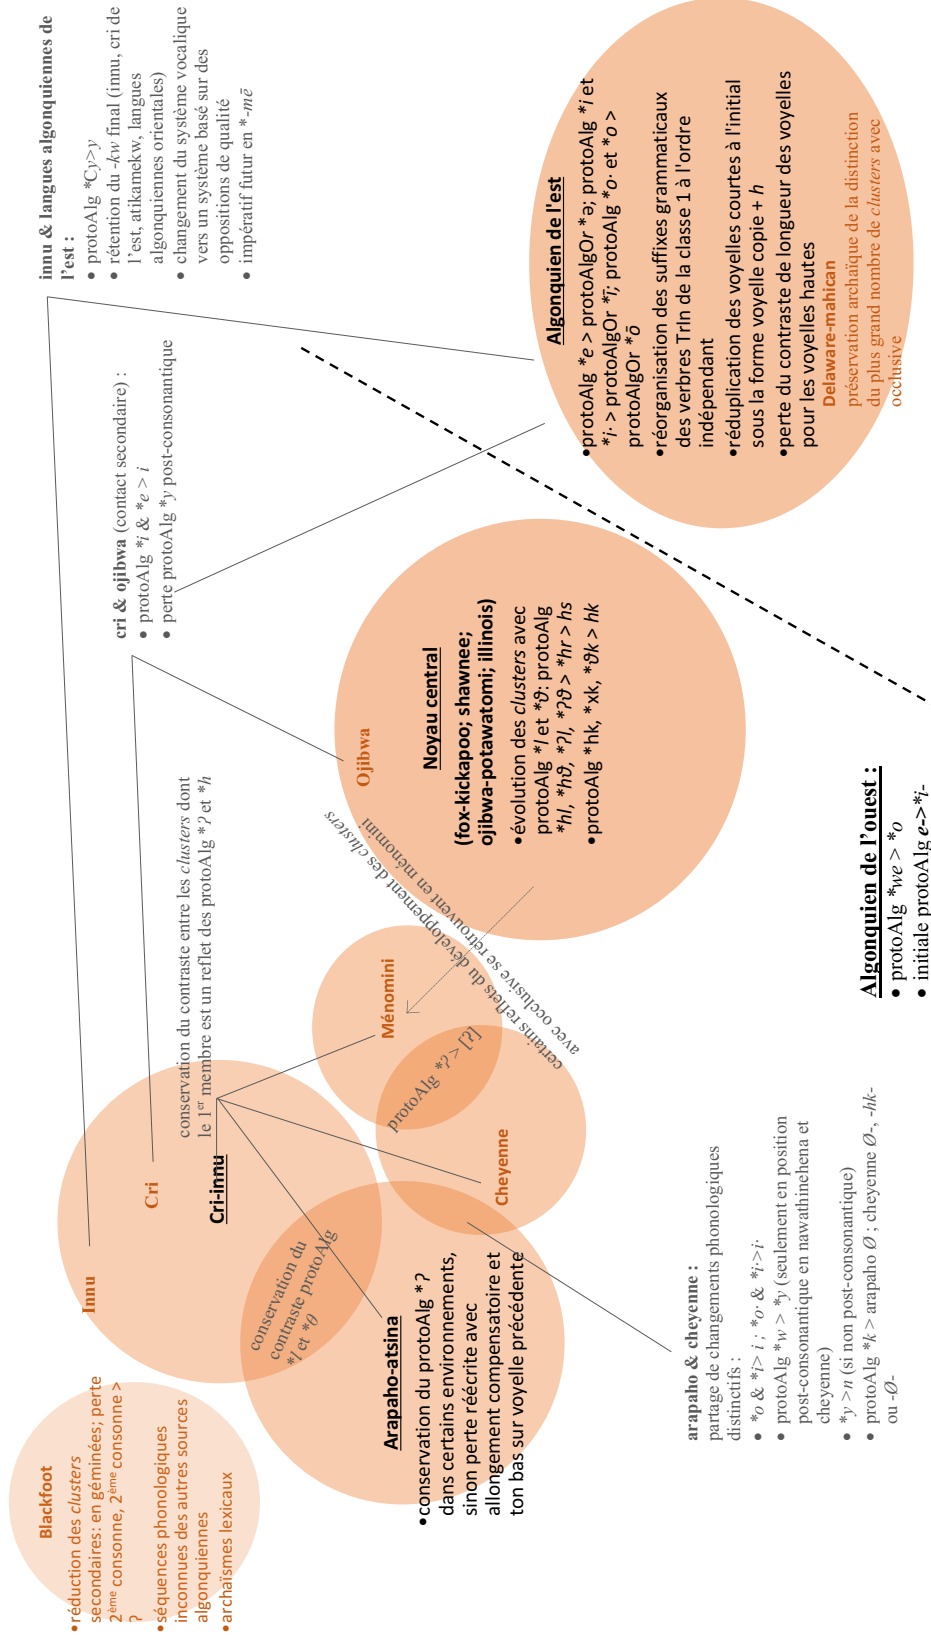 Blackfoot
•réduction des clusters
secondaires: en géminées; perte
2ème consonne, 2ème consonne >
ʔ
•séquences phonologiques
inconnues des autres sources
algonquiennes
•archaïsmes lexicaux
Innu
Cri
Cri-innu
conservation du
contraste protoAlg
*l et *θ
Arapaho-atsina
•conservation du protoAlg *ʔ
dans certains environnements,
sinon perte réécrite avec
allongement compensatoire et
ton bas sur voyelle précédente
arapaho & cheyenne :
partage de changements phonologiques
distinctifs :
• *o & *i> i ; *o· & *i·>i·
• protoAlg *w > *y (seulement en position
post-consonantique en nawathinehena et
cheyenne)
• *y >n (si non post-consonantique)
• protoAlg *k > arapaho Ø ; cheyenne Ø-, -hk-
ou -Ø-
conservation du contraste entre les clusters dont
le 1er membre est un reflet des protoAlg *ʔ et *h
Cheyenne
protoAlg *ʔ > [ʔ]
Ménomini
certains reflets du développement des clusters
avec occlusive se retrouvent en ménomini
Ojibwa
Noyau central
(fox-kickapoo; shawnee;
ojibwa-potawatomi; illinois)
•évolution des clusters avec
protoAlg *l et *ϑ: protoAlg
*hl, *hϑ, *ʔl, *ʔϑ > *hr > hs
•protoAlg *hk, *xk, *ϑk > hk
cri & ojibwa (contact secondaire) :
• protoAlg *i & *e > i
• perte protoAlg *y post-consonantique
innu & langues algonquiennes de
l'est :
• protoAlg *Cy>y
• rétention du -kw final (innu, cri de
l'est, atikamekw, langues
algonquiennes orientales)
• changement du système vocalique
vers un système basé sur des
oppositions de qualité
• impératif futur en *-mē
Algonquien de l'est
•protoAlg *e > protoAlgOr *ə; protoAlg *i et
*i· > protoAlgOr *ī; protoAlg *o· et *o >
protoAlgOr *ō
•réorganisation des suffixes grammaticaux
des verbres TrIn de la classe 1 à l'ordre
indépendant
•réduplication des voyelles courtes à l'initial
sous la forme voyelle copie + h
•perte du contraste de longueur des voyelles
pour les voyelles hautes
Delaware-mahican
préservation archaïque de la distinction
du plus grand nombre de clusters avec
occlusive
Algonquien de l'ouest :
• protoAlg *we > *o
• initiale protoAlg e->*i-